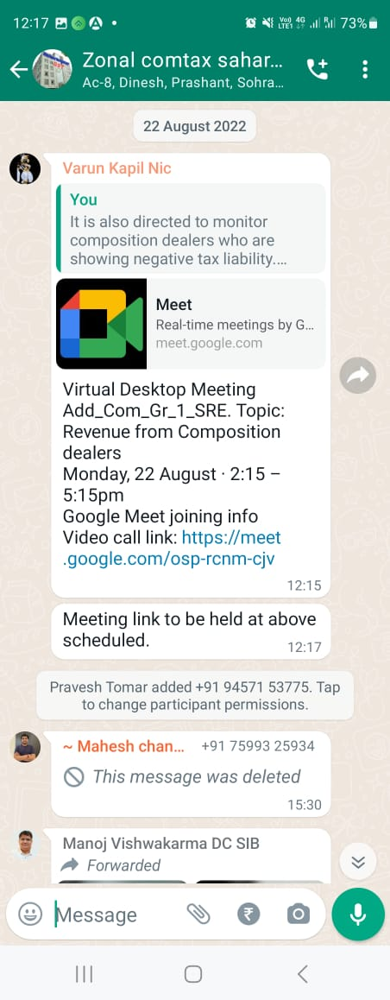 12:17
Voo) 4G
LTE1
R
73%
Zonal comtax sahar...
Ac-8, Dinesh, Prashant, Sohra...
22 August 2022
Varun Kapil Nic
You
It is also directed to monitor
composition dealers who are
showing negative tax liability....
Meet
Real-time meetings by G...
meet.google.com
Virtual Desktop Meeting
Add_Com_Gr_1_SRE. Topic:
Revenue from Composition
dealers
Monday, 22 August · 2:15 –
5:15pm
Google Meet joining info
Video call link: https://meet
.google.com/osp-rcnm-cjv
12:15
Meeting link to be held at above
scheduled.
12:17
Pravesh Tomar added +91 94571 53775. Tap
to change participant permissions.
~ Mahesh chan... +91 75993 25934
This message was deleted
15:30
Manoj Vishwakarma DC SIB
Forwarded
Message